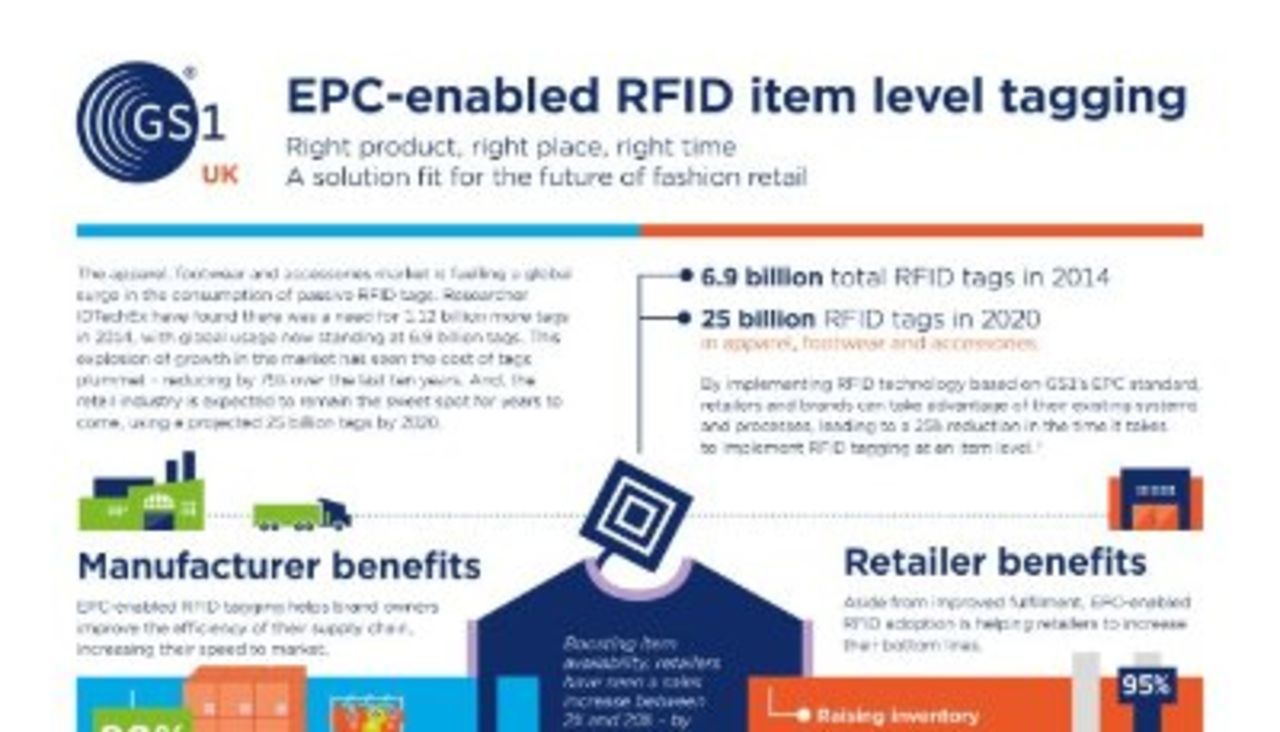 GS1
UK
EPC-enabled RFID item level tagging
Right product, right place, right time
A solution fit for the future of fashion retail
The apparel, footwear and accessories market is fuelling a global
surge in the consumption of passive RFID tags. Researcher
IDTechEx have found there was a need for 1.12 billion more tags
in 2014, with global usage now standing at 6.9 billion tags. This
explosion of growth in the market has seen the cost of tags
plummet – reducing by 75% over the last ten years. And, the
retail industry is expected to remain the sweet spot for years to
come, using a projected 25 billion tags by 2020.
6.9 billion total RFID tags in 2014
25 billion RFID tags in 2020
in apparel, footwear and accessories
By implementing RFID technology based on GS1's EPC standard,
retailers and brands can take advantage of their existing systems
and processes, leading to a 25% reduction in the time it takes
to implement RFID tagging at an item level.
Manufacturer benefits
EPC-enabled RFID tagging helps brand owners
improve the efficiency of their supply chain,
increasing their speed to market.
Boosting item
availability, retailers
have seen a sales
increase between
2% and 20% – by
Retailer benefits
Aside from improved fulfilment, EPC-enabled
RFID adoption is helping retailers to increase
their bottom lines.
95%
Raising inventory